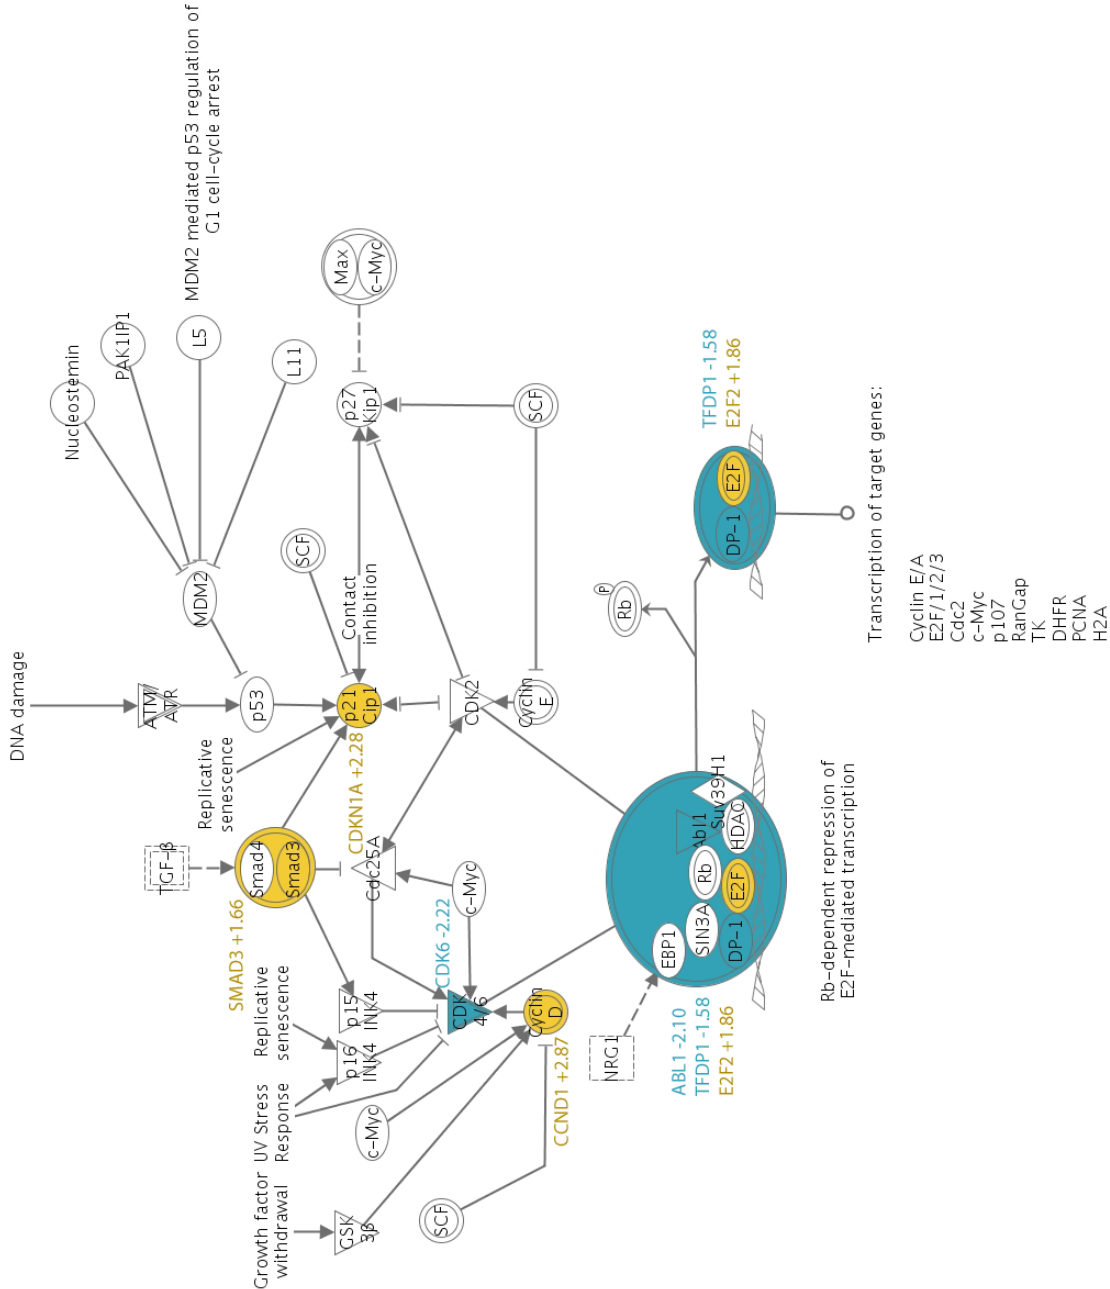 DNA damage
Nucleostemin
PAK1IP1
ATM/
ATR
TGF-β
MDM2
L5
MDM2 mediated p53 regulation of
G1 cell-cycle arrest
Replicative
senescence
SMAD3 +1.66
Smad4
Smad3
p53
L11
Growth factor
withdrawal
UV Stress
Response
Replicative
senescence
SCF
GSK
3β
p16
INK4
p15
INK4
CDKN1A +2.28
p21
Cip1
Contact
inhibition
p27
Kip1
Max
c-Myc
c-Myc
Cdc25A
SCF
CDK6 -2.22
CDK
4/6
c-Myc
CDK2
Cyclin
D
Cyclin
E
SCF
CCND1 +2.87
NRG1
Rb
P
EBP1
SIN3A
Rb
Abl1
Suv39H1
DP-1
E2F
HDAC
ABL1 -2.10
TFDP1 -1.58
E2F2 +1.86
DP-1
E2F
TFDP1 -1.58
E2F2 +1.86
Rb-dependent repression of
E2F-mediated transcription
Transcription of target genes:
Cyclin E/A
E2F/1/2/3
Cdc2
c-Myc
p107
RanGap
TK
DHFR
PCNA
H2A